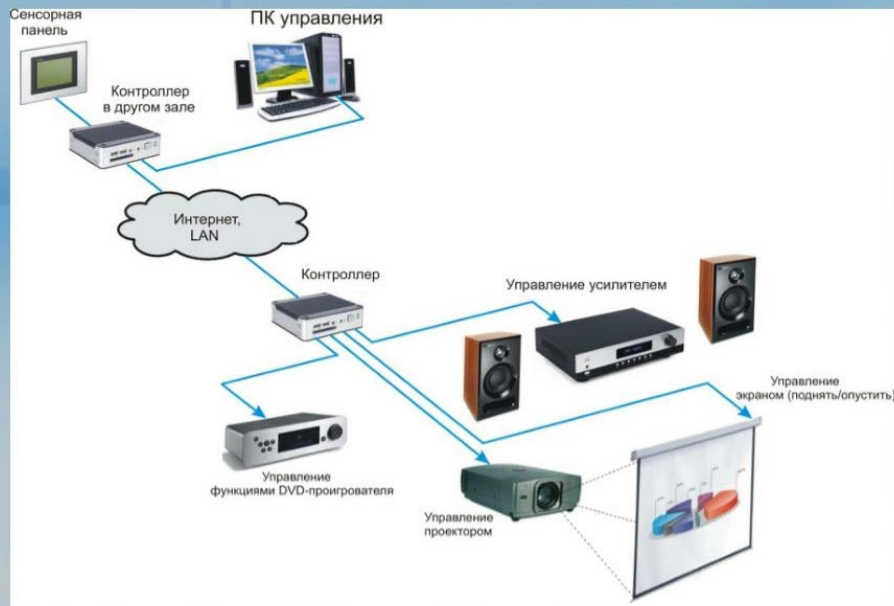 Сенсорная
панель
ПК управления
Контроллер
в другом зале
Интернет,
LAN
Контроллер
Управление усилителем
Управление
экраном (поднять/опустить)
Управление
функциями DVD-проигрователя
Управление
проектором